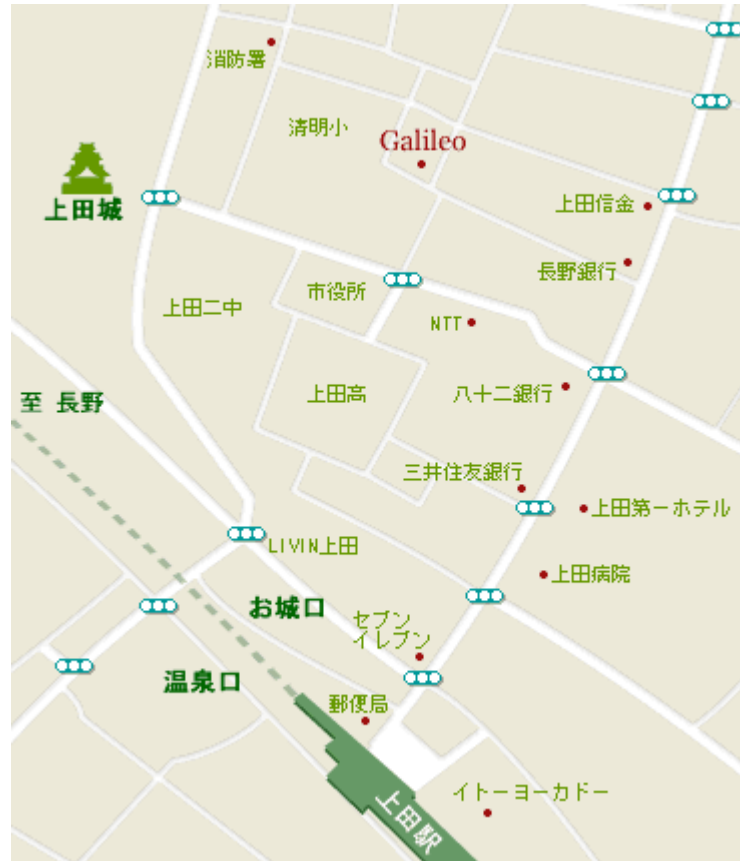 消防署
清明小
Galileo
上田信金
上田城
長野銀行
市役所
上田二中
NTT
上田高
八十二銀行
至 長野
三井住友銀行
上田第一ホテル
LIVIN上田
上田病院
お城口
セブン
イレブン
温泉口
郵便局
イトーヨーカドー
上田駅